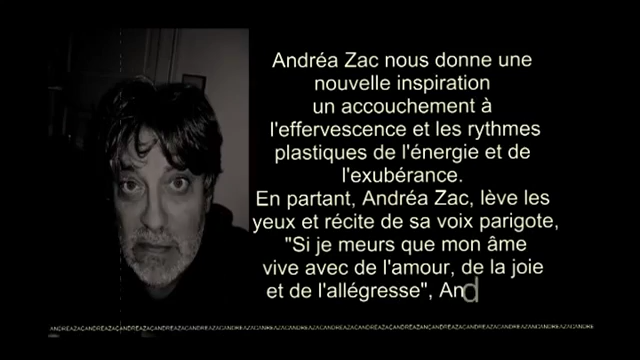 Andréa Zac nous donne une
nouvelle inspiration
un accouchement à
l'effervescence et les rythmes
plastiques de l'énergie et de
l'exubérance.
En partant, Andréa Zac, lève les
yeux et récite de sa voix parigote,
"Si je meurs que mon âme
vive avec de l'amour, de la joie
et de l'allégresse", And